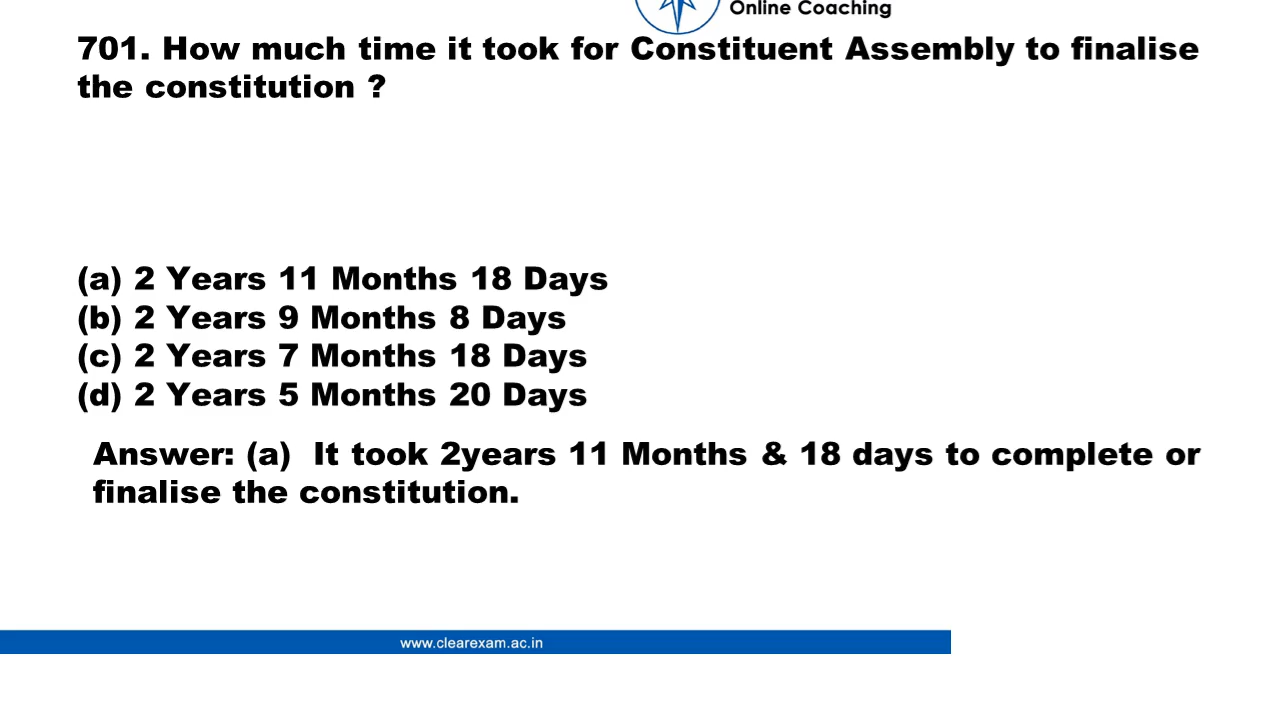 Online Coaching
701. How much time it took for Constituent Assembly to finalise
the constitution ?
(a) 2 Years 11 Months 18 Days
(b) 2 Years 9 Months 8 Days
(c) 2 Years 7 Months 18 Days
(d) 2 Years 5 Months 20 Days
Answer: (a)  It took 2years 11 Months & 18 days to complete or
finalise the constitution.
www.clearexam.ac.in